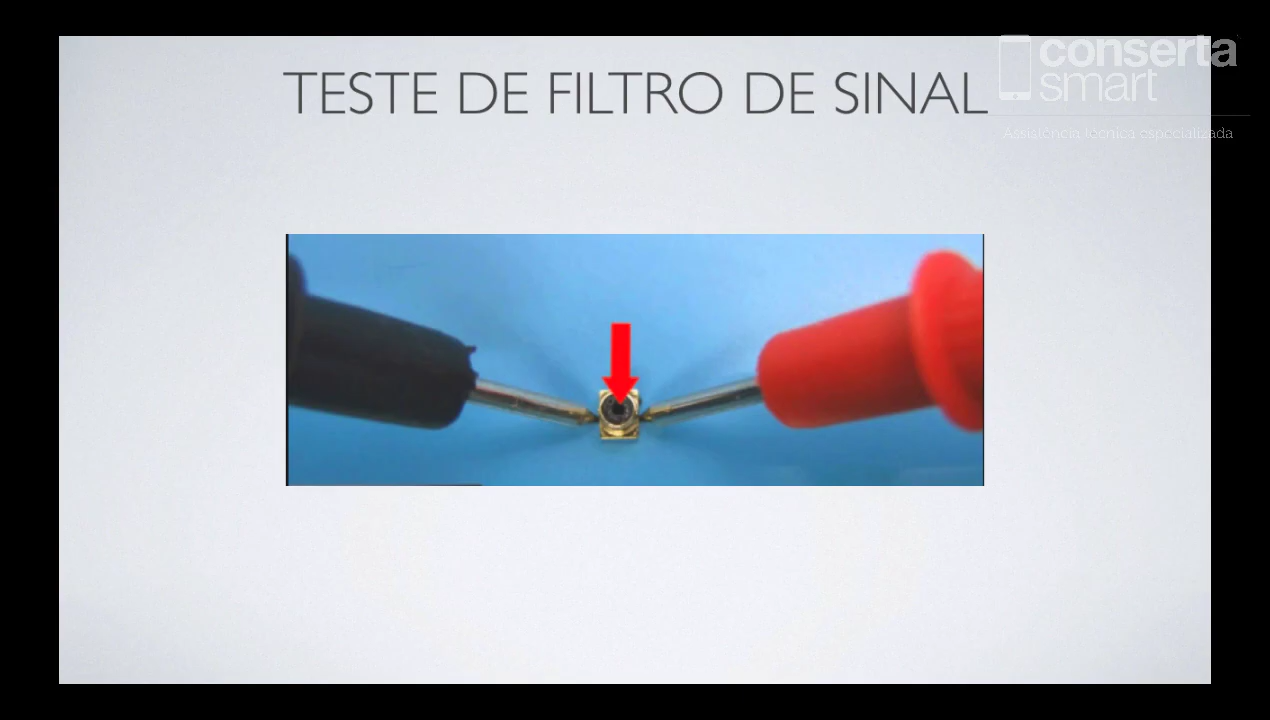 TESTE DE FILTRO DE SINAL
conserta
smart
Assistência técnica especializada